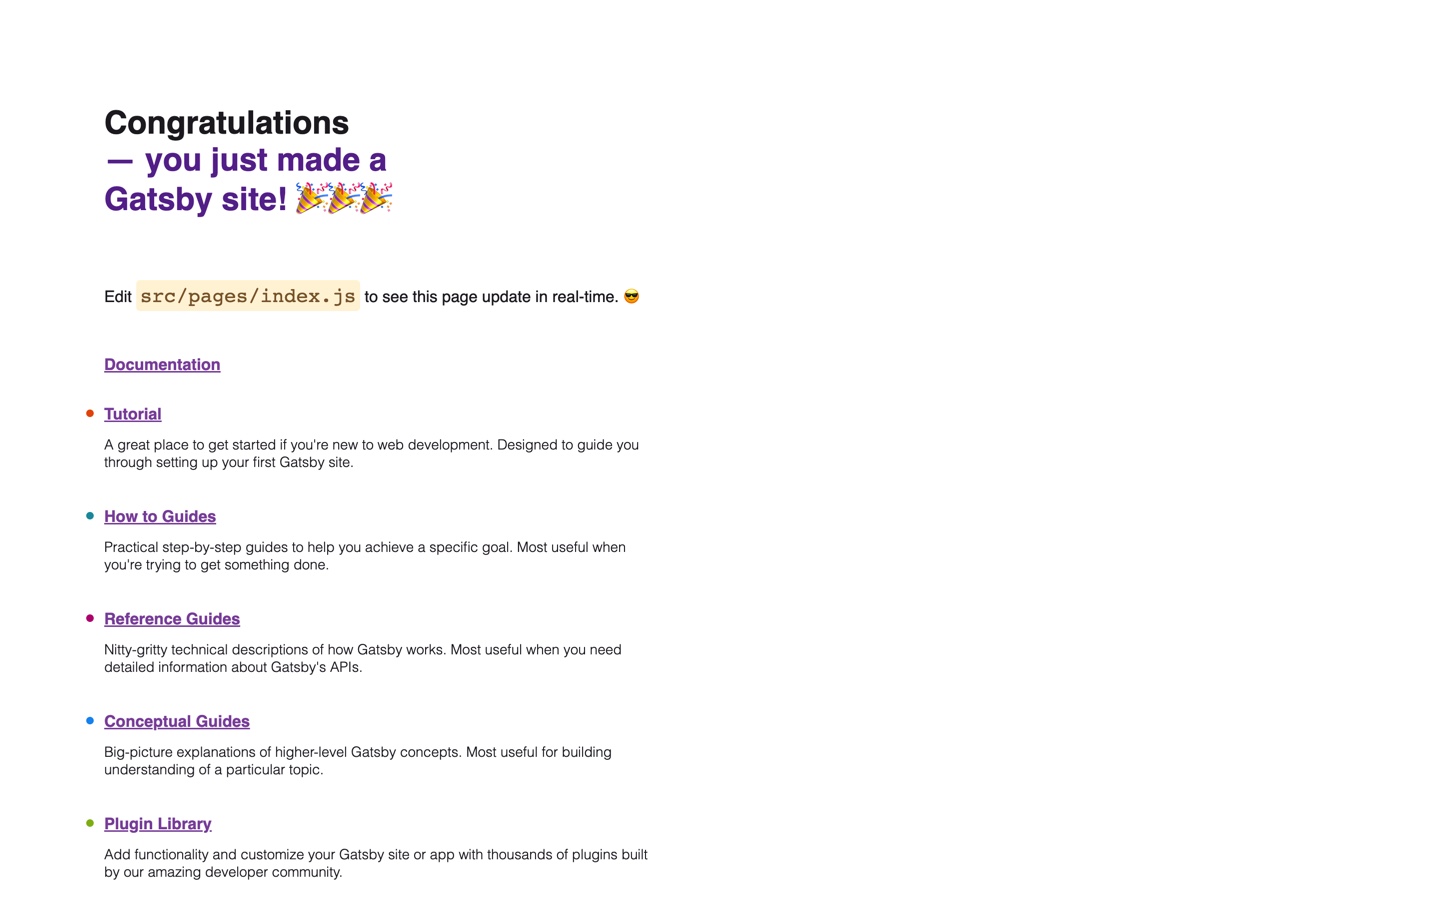 Congratulations
— you just made a
Gatsby site! 🎉🎉🎉
Edit src/pages/index.js to see this page update in real-time. 😎
Documentation
Tutorial
A great place to get started if you're new to web development. Designed to guide you
through setting up your first Gatsby site.
How to Guides
Practical step-by-step guides to help you achieve a specific goal. Most useful when
you're trying to get something done.
Reference Guides
Nitty-gritty technical descriptions of how Gatsby works. Most useful when you need
detailed information about Gatsby's APIs.
Conceptual Guides
Big-picture explanations of higher-level Gatsby concepts. Most useful for building
understanding of a particular topic.
Plugin Library
Add functionality and customize your Gatsby site or app with thousands of plugins built
by our amazing developer community.